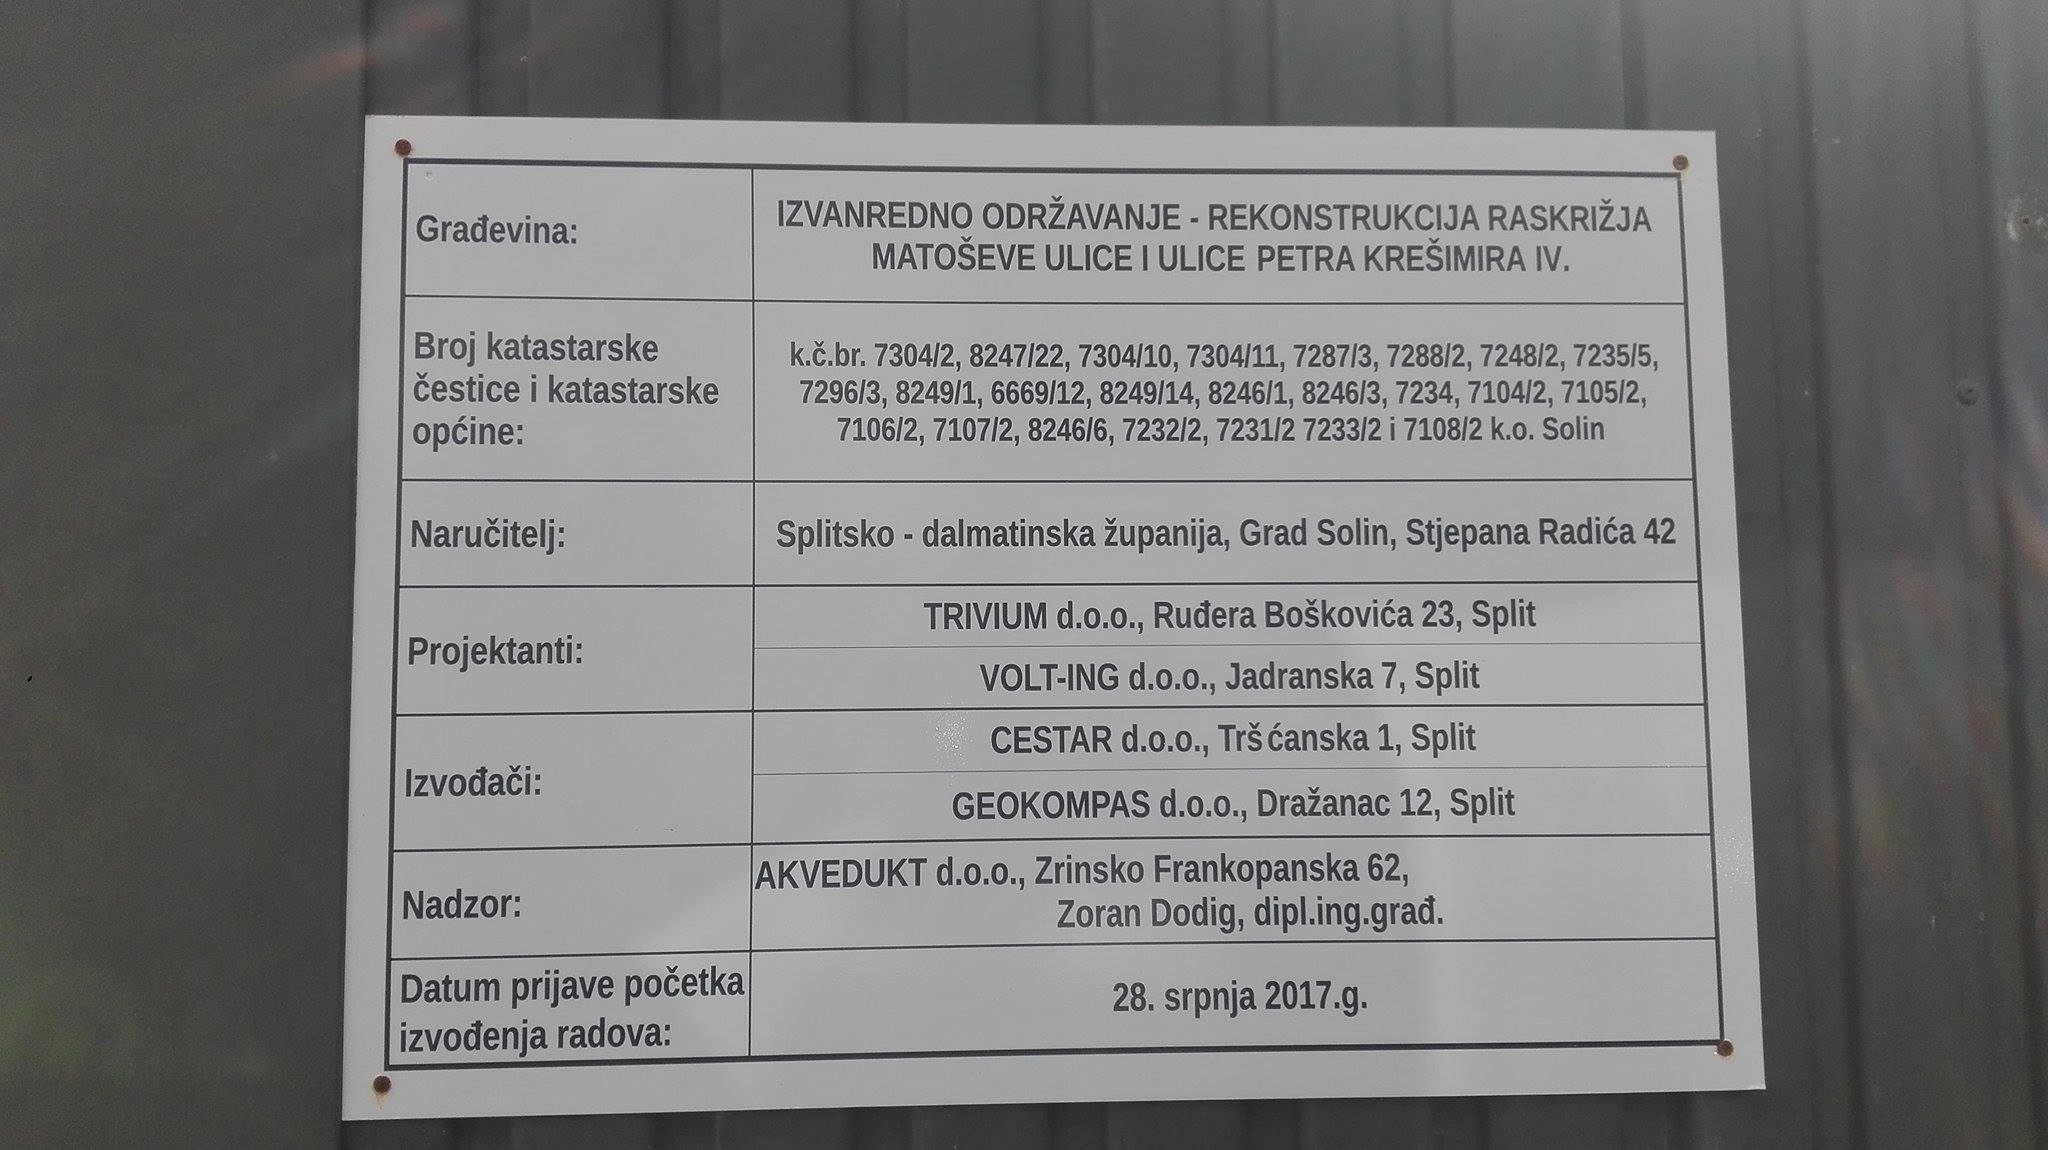 Građevina:
IZVANREDNO ODRŽAVANJE - REKONSTRUKCIJA RASKRIŽJA
MATOŠEVE ULICE I ULICE PETRA KREŠIMIRA IV.
Broj katastarske
čestice i katastarske
općine:
k.č.br. 7304/2, 8247/22, 7304/10, 7304/11, 7287/3, 7288/2, 7248/2, 7235/5,
7296/3, 8249/1, 6669/12, 8249/14, 8246/1, 8246/3, 7234, 7104/2, 7105/2,
7106/2, 7107/2, 8246/6, 7232/2, 7231/2 7233/2 i 7108/2 k.o. Solin
Naručitelj:
Splitsko - dalmatinska županija, Grad Solin, Stjepana Radića 42
Projektanti:
TRIVIUM d.o.o., Ruđera Boškovića 23, Split
VOLT-ING d.o.o., Jadranska 7, Split
Izvođači:
CESTAR d.o.o., Tršćanska 1, Split
GEOKOMPAS d.o.o., Dražanac 12, Split
Nadzor:
AKVEDUKT d.o.o., Zrinsko Frankopanska 62,
Zoran Dodig, dipl.ing.građ.
Datum prijave početka
izvođenja radova:
28. srpnja 2017.g.